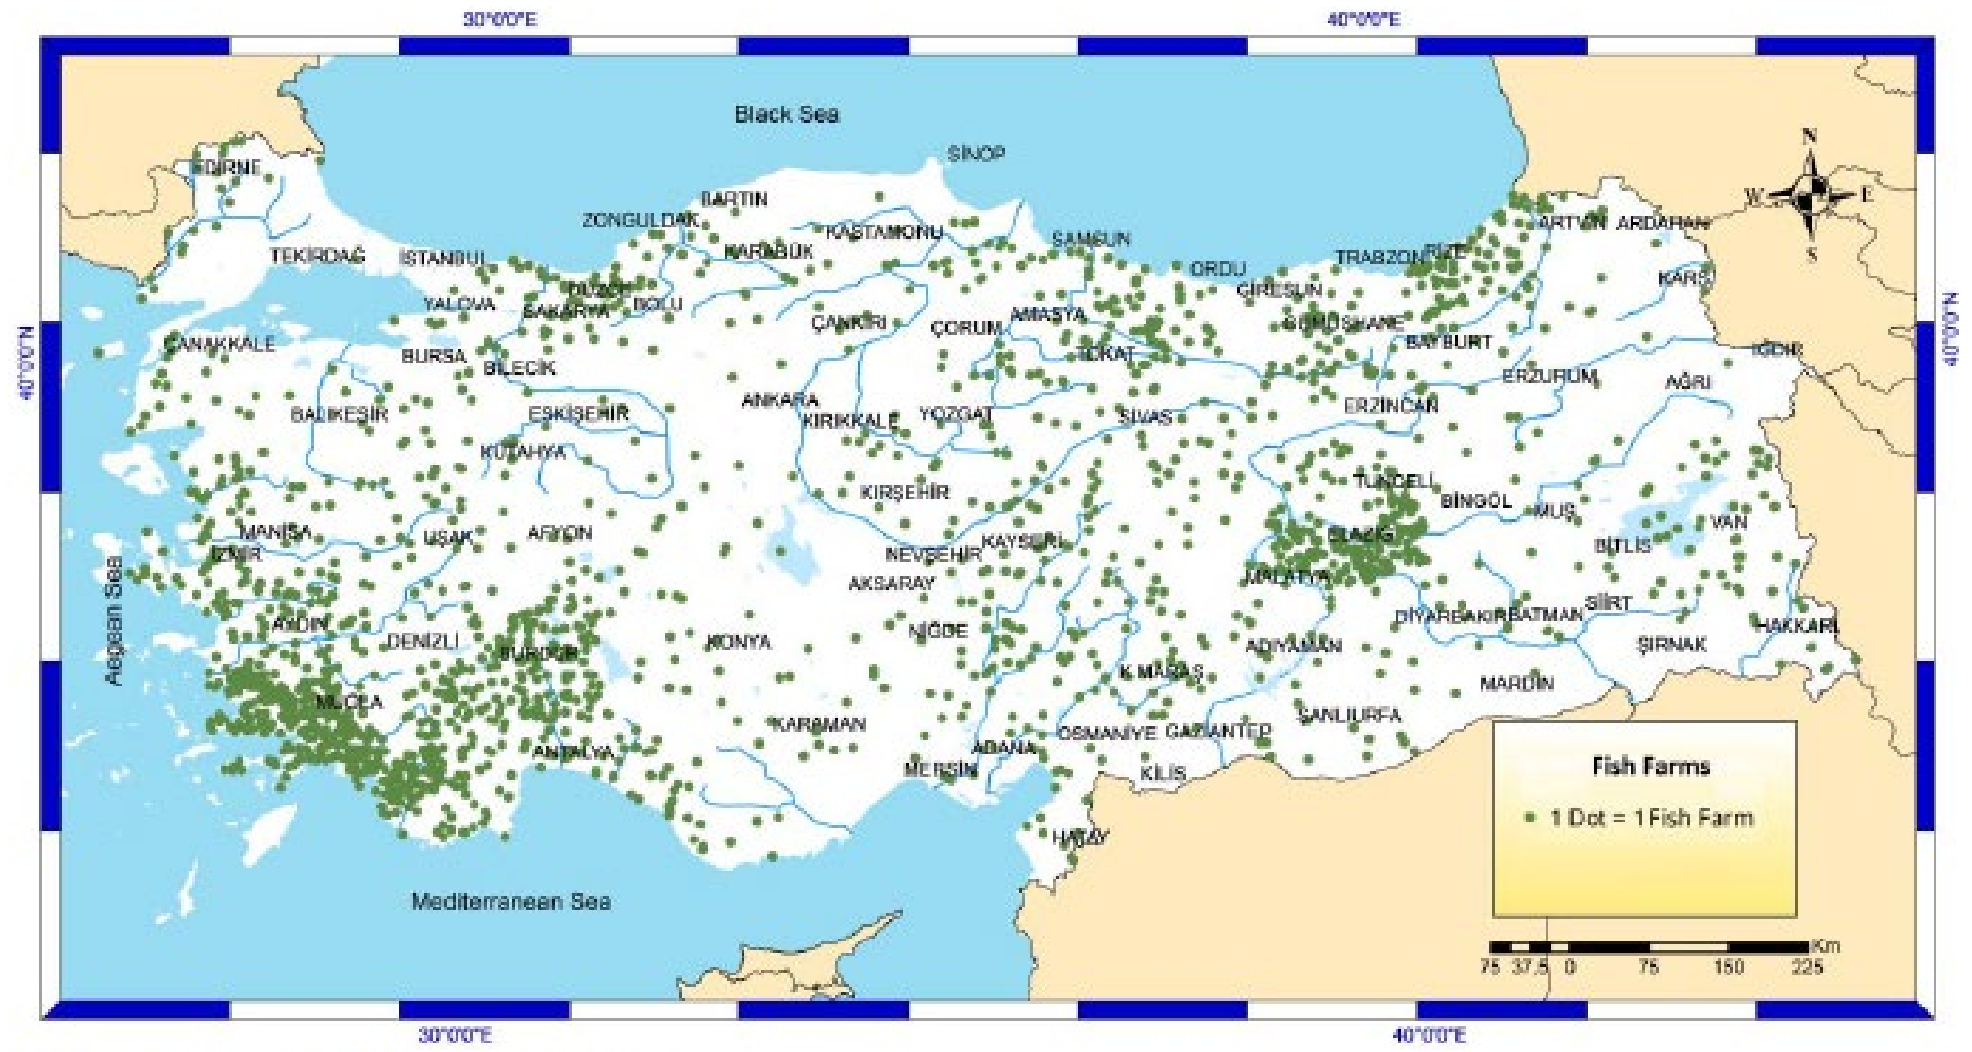 30°0'0"E 40°0'0"E
Black Sea
N
SİNOP
EDİRNE
W E
BARTIN
ZONGULDAK
ARTVİN ARDAHAN
KASTAMONU
SAMSUN
KARABÜK
RİZE
TEKİRDAĞ İSTANBUL
TRABZON
S
ORDU
KARS
DÜZCE
GİRESUN
YALOVA
BOLU
SAKARYA
AMASYA
ÇANKIRI
GÜMÜŞHANE
ÇORUM
40°0'0"N
40°0'0"N
ÇANAKKALE
BAYBURT
IĞDIR
BURSA
TOKAT
BİLECİK
ERZURUM
AĞRI
ANKARA
ERZİNCAN
BALIKESİR
ESKİŞEHİR
YOZGAT
SİVAS
KIRIKKALE
KÜTAHYA
TUNCELİ
KIRŞEHİR
BİNGÖL
MUŞ
VAN
MANİSA
UŞAK
AFYON
ELAZIĞ
KAYSERİ
BİTLİS
İZMİR
NEVŞEHİR
AKSARAY
MALATYA
Aegean Sea
SİİRT
DİYARBAKIR
BATMAN
AYDIN
HAKKARİ
NİĞDE
DENİZLİ
KONYA
ADIYAMAN
ŞIRNAK
BURDUR
K.MARAŞ
MARDİN
MUĞLA
ŞANLIURFA
KARAMAN
OSMANİYE GAZİANTEP
ANTALYA
ADANA
MERSİN
KİLİS
Fish Farms
1 Dot = 1 Fish Farm
HATAY
Mediterranean Sea
Km
75 37.5 0 75 150 225
30°0'0"E 40°0'0"E